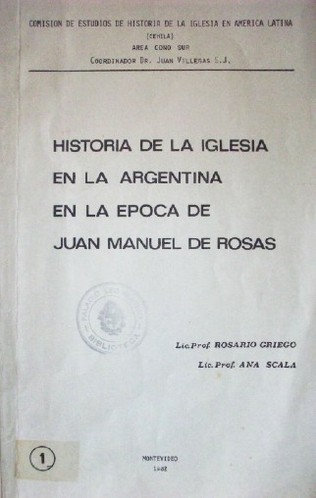 COMISION DE ESTUDIOS DE HISTORIA DE LA IGLESIA EN AMERICA LATINA
(CEHILA)
AREA CONO SUR
COORDINADOR DR. JUAN VILLEGAS S.J.
HISTORIA DE LA IGLESIA
EN LA ARGENTINA
EN LA EPOCA DE
JUAN MANUEL DE ROSAS
BIBLIOTECA
Lic.Prof. ROSARIO GRIEGO
Lic.Prof. ANA SCALA
1
MONTEVIDEO